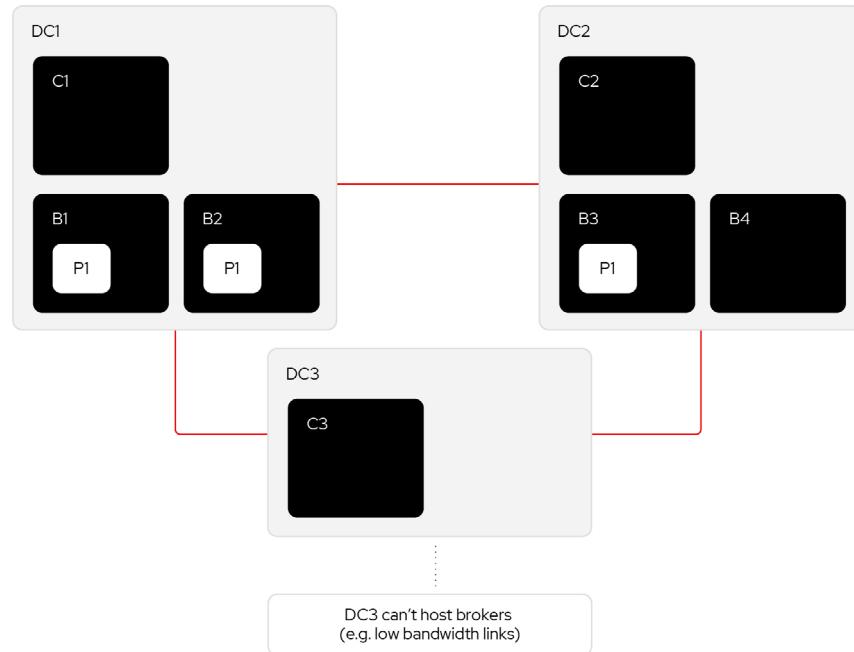 DC1
C1
B1
P1
B2
P1
DC2
C2
B3
P1
B4
DC3
C3
DC3 can't host brokers
(e.g. low bandwidth links)